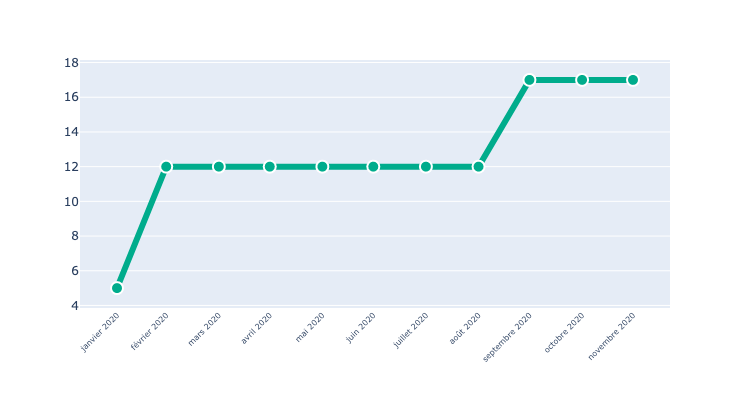 18
16
14
12
10
8
6
4
janvier 2020
février 2020
mars 2020
avril 2020
mai 2020
juin 2020
juillet 2020
août 2020
septembre 2020
octobre 2020
novembre 2020